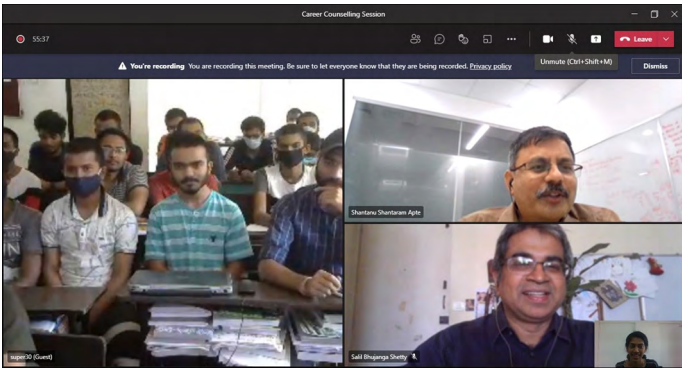 Career Counselling Session
55:37
Leave
You're recording You are recording this meeting. Be sure to let everyone know that they are being recorded. Privacy policy
Unmute (Ctrl+Shift+M)
Dismiss
Shantanu Shantaram Apte
super30 (Guest)
Salil Bhujanga Shetty